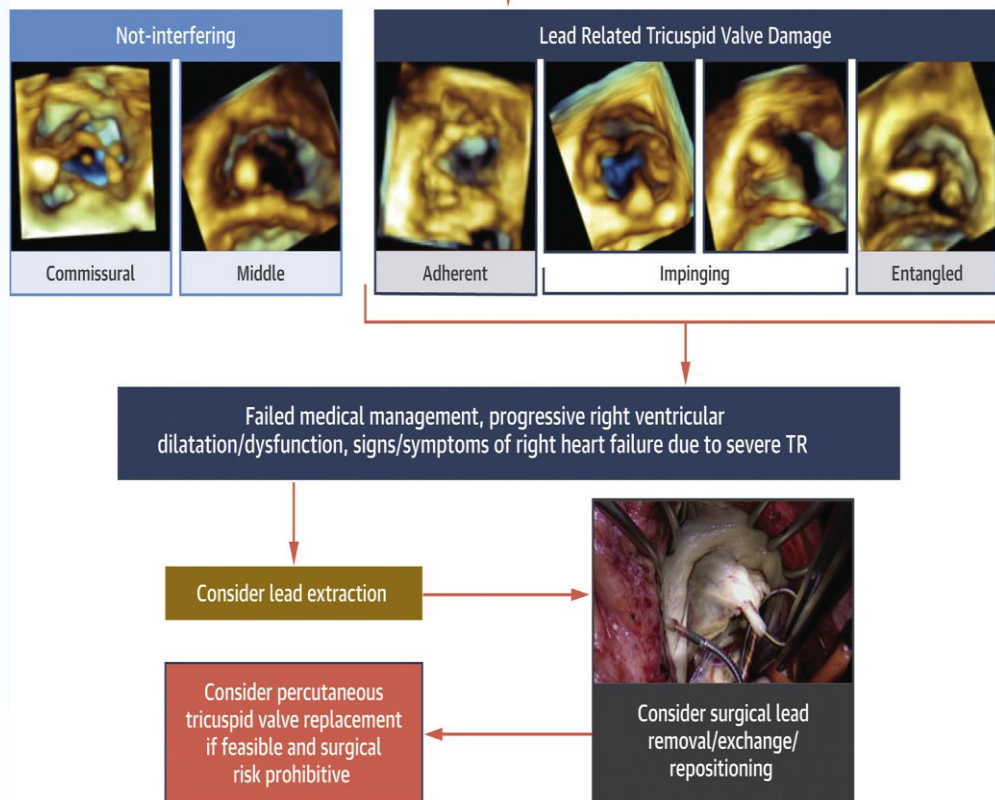 Not-interfering
Lead Related Tricuspid Valve Damage
Commissural
Middle
Adherent
Impinging
Entangled
Failed medical management, progressive right ventricular
dilatation/dysfunction, signs/symptoms of right heart failure due to severe TR
Consider lead extraction
Consider surgical lead
removal/exchange/
repositioning
Consider percutaneous
tricuspid valve replacement
if feasible and surgical
risk prohibitive